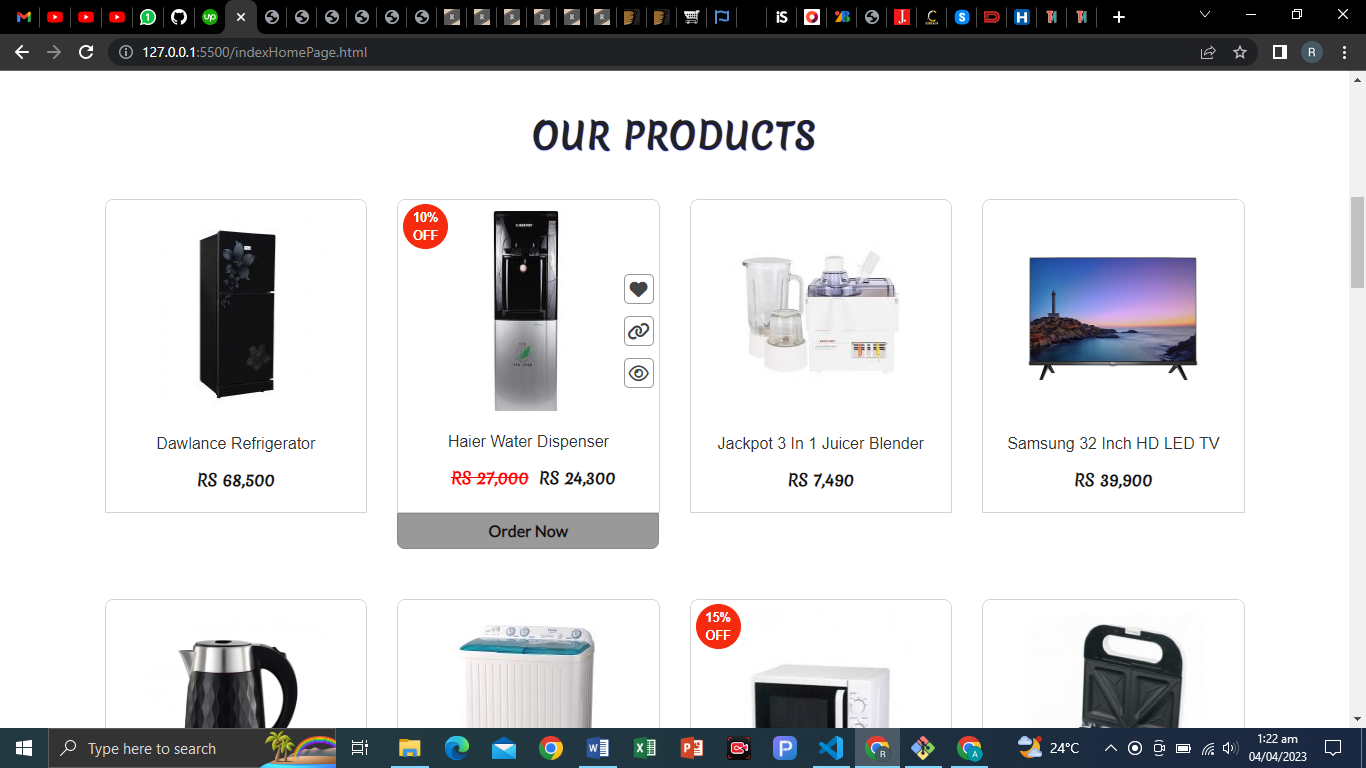 127.0.0.1:5500/indexHomePage.html
R
OUR PRODUCTS
10%
OFF
Dawlance Refrigerator
RS 68,500
Haier Water Dispenser
RS 27,000 RS 24,300
Order Now
Jackpot 3 In 1 Juicer Blender
RS 7,490
Samsung 32 Inch HD LED TV
RS 39,900
15%
OFF
Type here to search
24°C
1:22 am
04/04/2023